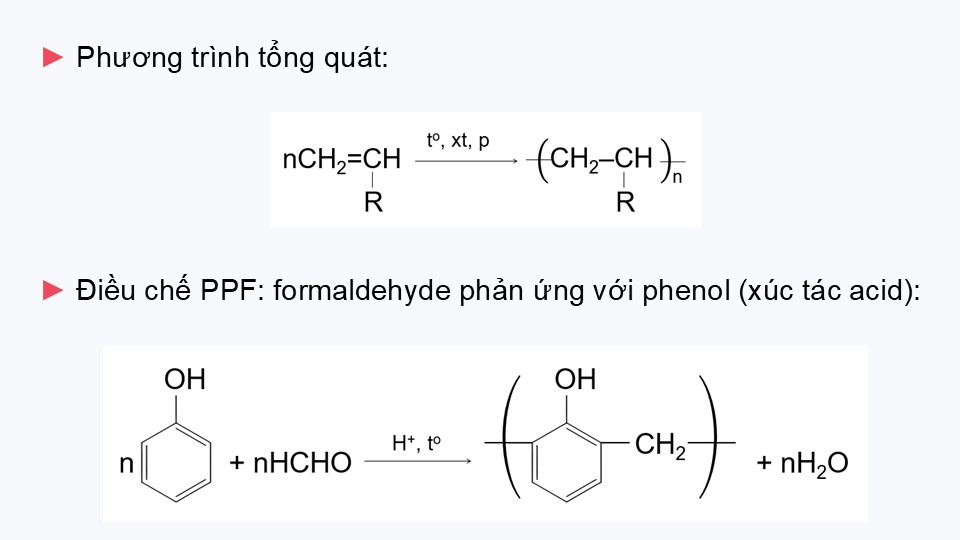 ► Phương trình tổng quát:
nCH₂=CH tº, xt, p (CH₂–CH)n
R R
► Điều chế PPF: formaldehyde phản ứng với phenol (xúc tác acid):
OH OH
n + nHCHO H⁺, tº ( CH₂ ) + nH₂O